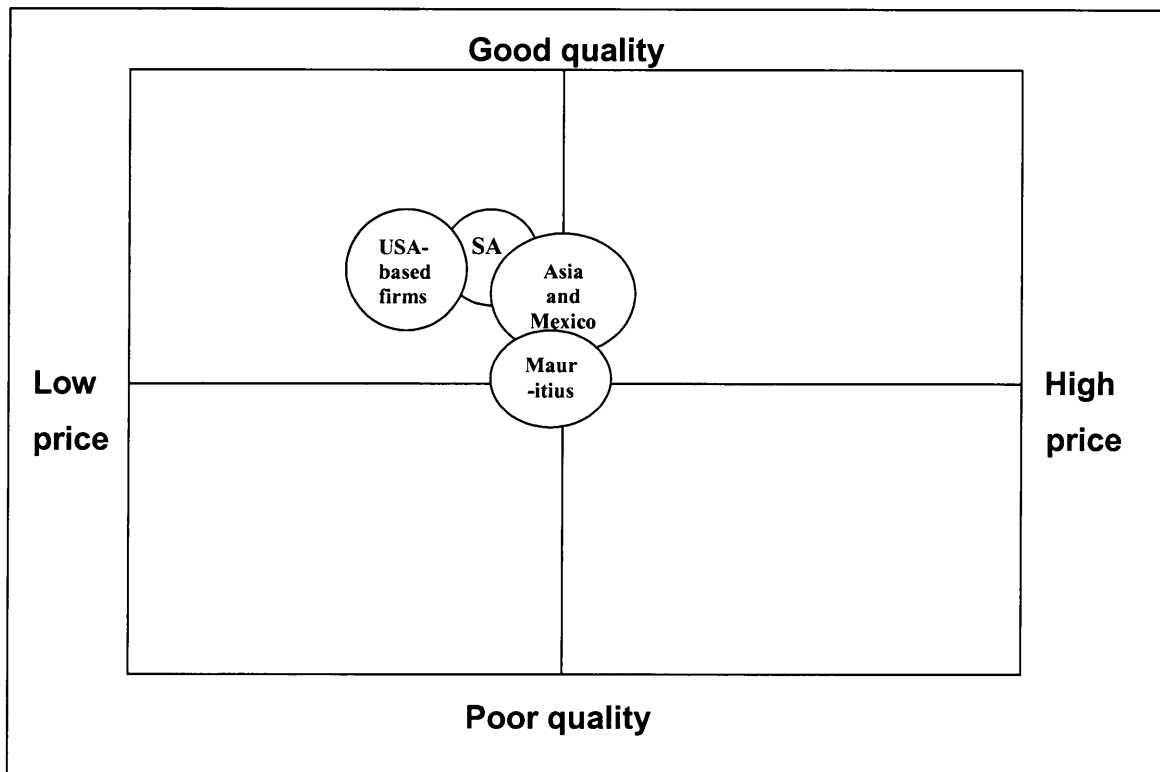 Good quality
USA-
based
firms
SA
Asia
and
Mexico
Maur
-itius
Low
price
High
price
Poor quality